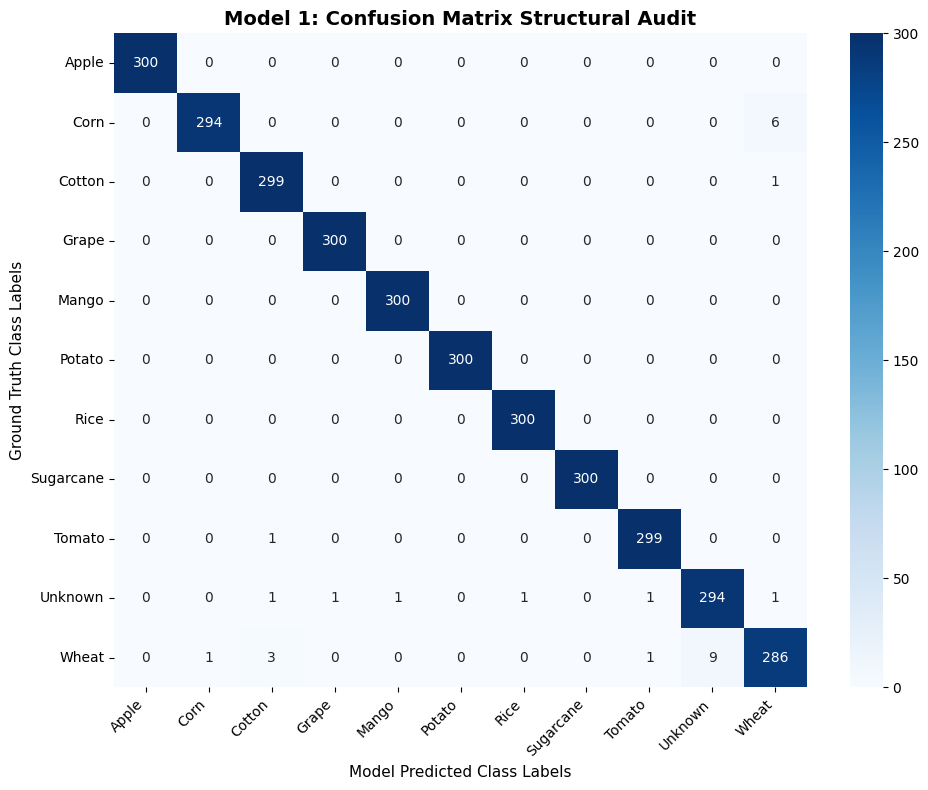 Model 1: Confusion Matrix Structural Audit
Apple 300 0 0 0 0 0 0 0 0 0 0
Corn 0 294 0 0 0 0 0 0 0 0 6
Cotton 0 0 299 0 0 0 0 0 0 0 1
Grape 0 0 0 300 0 0 0 0 0 0 0
Mango 0 0 0 0 300 0 0 0 0 0 0
Potato 0 0 0 0 0 300 0 0 0 0 0
Rice 0 0 0 0 0 0 300 0 0 0 0
Sugarcane 0 0 0 0 0 0 0 300 0 0 0
Tomato 0 0 1 0 0 0 0 0 299 0 0
Unknown 0 0 1 1 1 0 1 0 1 294 1
Wheat 0 1 3 0 0 0 0 0 1 9 286
Apple Corn Cotton Grape Mango Potato Rice Sugarcane Tomato Unknown Wheat
Model Predicted Class Labels
Ground Truth Class Labels
300
250
200
150
100
50
0